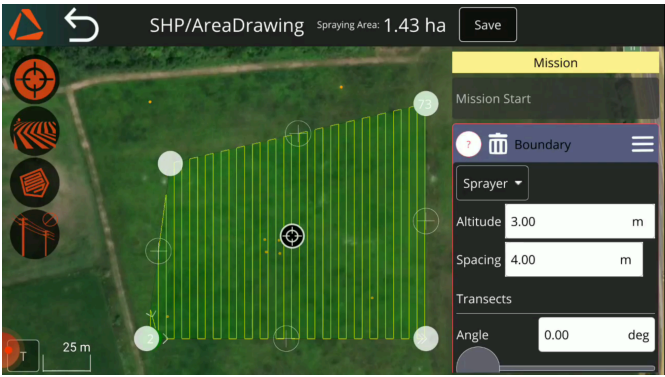 SHP/AreaDrawing Spraying Area: 1.43 ha Save
Mission
Mission Start
73
? Boundary
Sprayer
Altitude 3.00 m
Spacing 4.00 m
Transects
2
Angle 0.00 deg
T 25 m